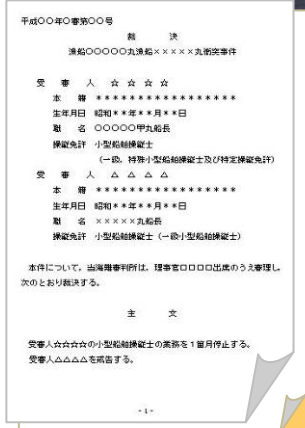 平成〇〇年〇審第〇〇号
裁 決
漁船〇〇〇〇〇丸漁船×××××丸衝突事件
受 審 人 ☆ ☆ ☆ ☆
本 籍 ******************
生年月日 昭和**年**月**日
職 名 〇〇〇〇〇甲丸船長
操縦免許 小型船舶操縦士
(一級、特殊小型船舶操縦士及び特定操縦免許)
受 審 人 △ △ △ △
本 籍 ******************
生年月日 昭和**年**月**日
職 名 ×××××丸船長
操縦免許 小型船舶操縦士(一級小型船舶操縦士)
本件について、当海難審判所は、理事官□□□□出席のうえ審理し、
次のとおり裁決する。
主 文
受審人☆☆☆☆の小型船舶操縦士の業務を1箇月停止する。
受審人△△△△を戒告する。
- 1 -